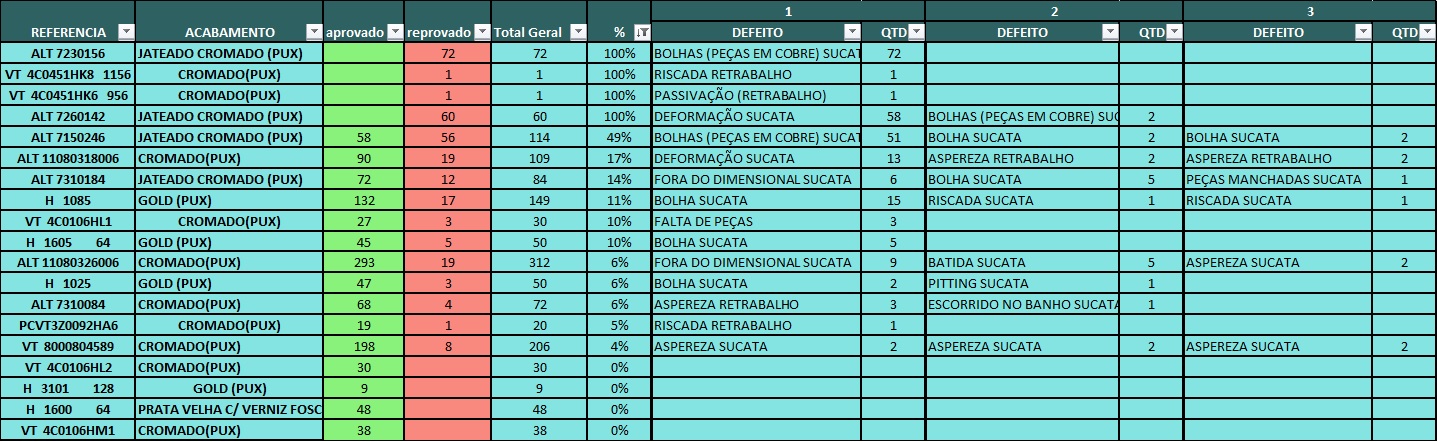 1 2 3
REFERENCIA ACABAMENTO aprovado reprovado Total Geral % DEFEITO QTD DEFEITO QTD DEFEITO QTD
ALT 7230156 JATEADO CROMADO (PUX) 72 72 100% BOLHAS (PEÇAS EM COBRE) SUCAT 72
VT 4C0451HK8 1156 CROMADO(PUX) 1 1 100% RISCADA RETRABALHO 1
VT 4C0451HK6 956 CROMADO(PUX) 1 1 100% PASSIVAÇÃO (RETRABALHO) 1
ALT 7260142 JATEADO CROMADO (PUX) 60 60 100% DEFORMAÇÃO SUCATA 58 BOLHAS (PEÇAS EM COBRE) SUC 2
ALT 7150246 JATEADO CROMADO (PUX) 58 56 114 49% BOLHAS (PEÇAS EM COBRE) SUCAT 51 BOLHA SUCATA 2 BOLHA SUCATA 2
ALT 11080318006 CROMADO(PUX) 90 19 109 17% DEFORMAÇÃO SUCATA 13 ASPEREZA RETRABALHO 2 ASPEREZA RETRABALHO 2
ALT 7310184 JATEADO CROMADO (PUX) 72 12 84 14% FORA DO DIMENSIONAL SUCATA 6 BOLHA SUCATA 5 PEÇAS MANCHADAS SUCATA 1
H 1085 GOLD (PUX) 132 17 149 11% BOLHA SUCATA 15 RISCADA SUCATA 1 RISCADA SUCATA 1
VT 4C0106HL1 CROMADO(PUX) 27 3 30 10% FALTA DE PEÇAS 3
H 1605 64 GOLD (PUX) 45 5 50 10% BOLHA SUCATA 5
ALT 11080326006 CROMADO(PUX) 293 19 312 6% FORA DO DIMENSIONAL SUCATA 9 BATIDA SUCATA 5 ASPEREZA SUCATA 2
H 1025 GOLD (PUX) 47 3 50 6% BOLHA SUCATA 2 PITTING SUCATA 1
ALT 7310084 CROMADO(PUX) 68 4 72 6% ASPEREZA RETRABALHO 3 ESCORRIDO NO BANHO SUCATA 1
PCVT3Z0092HA6 CROMADO(PUX) 19 1 20 5% RISCADA RETRABALHO 1
VT 8000804589 CROMADO(PUX) 198 8 206 4% ASPEREZA SUCATA 2 ASPEREZA SUCATA 2 ASPEREZA SUCATA 2
VT 4C0106HL2 CROMADO(PUX) 30 30 0%
H 3101 128 GOLD (PUX) 9 9 0%
H 1600 64 PRATA VELHA C/ VERNIZ FOSC 48 48 0%
VT 4C0106HM1 CROMADO(PUX) 38 38 0%